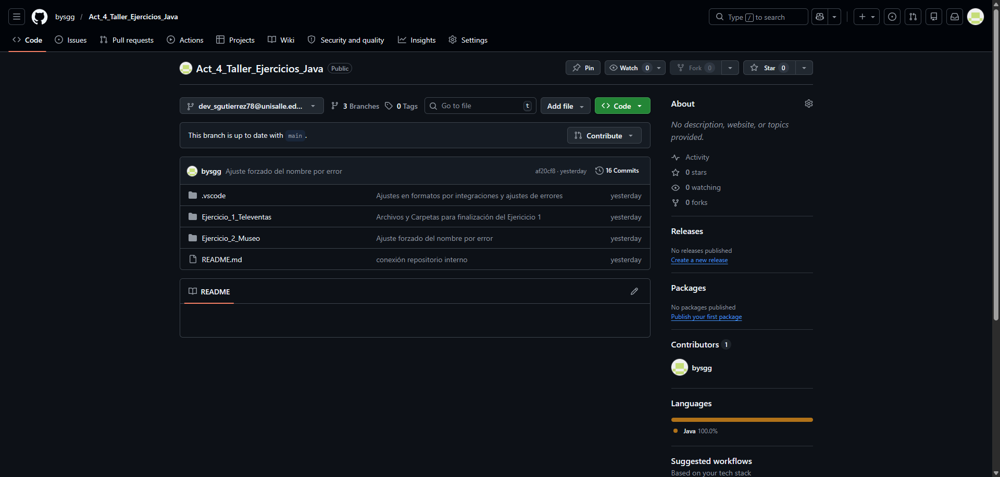 bysgg / Act_4_Taller_Ejercicios_Java
Type / to search
Code Issues Pull requests Actions Projects Wiki Security and quality Insights Settings
Act_4_Taller_Ejercicios_Java Public
Pin Watch 0 Fork 0 Star 0
dev_sgutierrez78@unisalle.ed... 3 Branches 0 Tags Go to file t Add file Code
This branch is up to date with main .
Contribute
bysgg Ajuste forzado del nombre por error af20cf8 · yesterday 16 Commits
.vscode Ajustes en formatos por integraciones y ajustes de errores yesterday
Ejercicio_1_Televentas Archivos y Carpetas para finalización del Ejericicio 1 yesterday
Ejercicio_2_Museo Ajuste forzado del nombre por error yesterday
README.md conexión repositorio interno yesterday
README
About
No description, website, or topics
provided.
Activity
0 stars
0 watching
0 forks
Releases
No releases published
Create a new release
Packages
No packages published
Publish your first package
Contributors 1
bysgg
Languages
Java 100.0%
Suggested workflows
Based on your tech stack